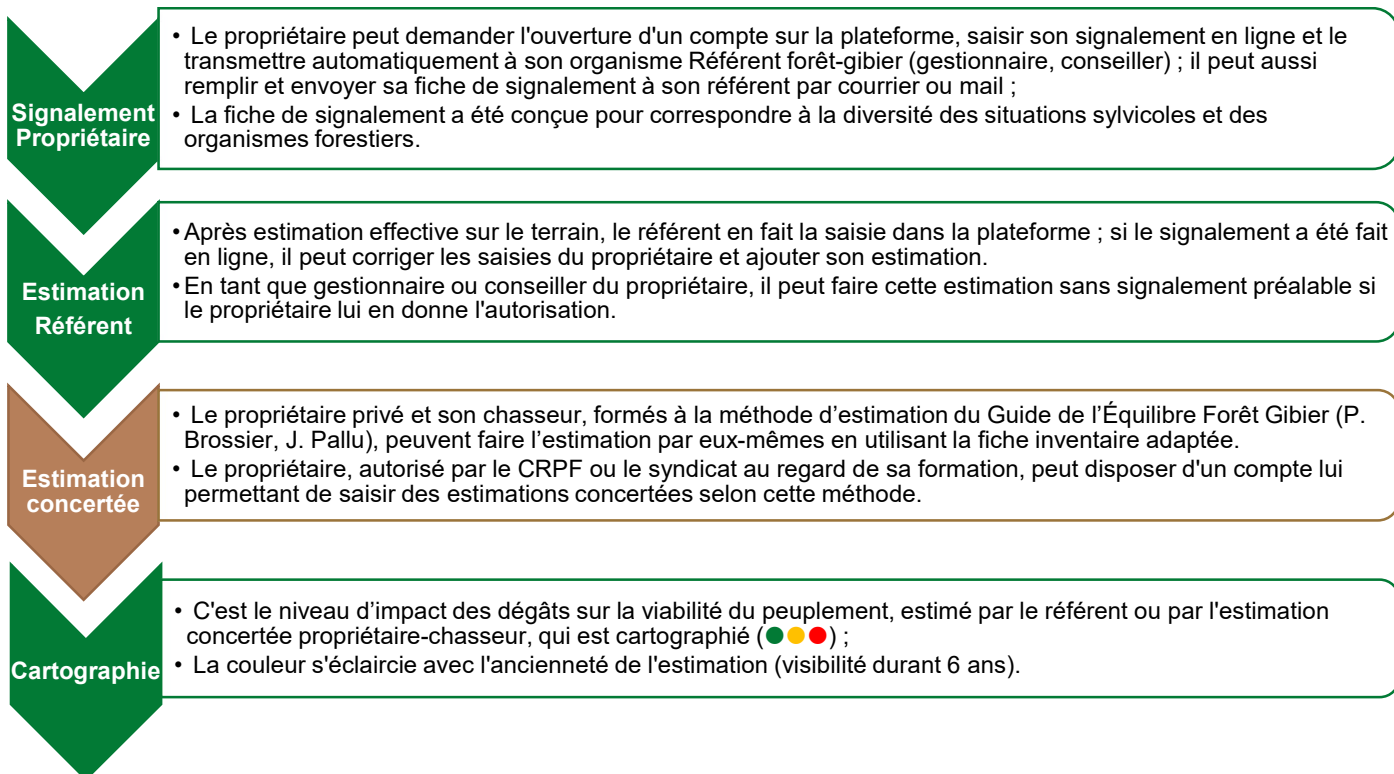 Signalement
Propriétaire
• Le propriétaire peut demander l'ouverture d'un compte sur la plateforme, saisir son signalement en ligne et le
transmettre automatiquement à son organisme Référent forêt-gibier (gestionnaire, conseiller) ; il peut aussi
remplir et envoyer sa fiche de signalement à son référent par courrier ou mail ;
• La fiche de signalement a été conçue pour correspondre à la diversité des situations sylvicoles et des
organismes forestiers.
Estimation
Référent
• Après estimation effective sur le terrain, le référent en fait la saisie dans la plateforme ; si le signalement a été fait
en ligne, il peut corriger les saisies du propriétaire et ajouter son estimation.
• En tant que gestionnaire ou conseiller du propriétaire, il peut faire cette estimation sans signalement préalable si
le propriétaire lui en donne l'autorisation.
Estimation
concertée
• Le propriétaire privé et son chasseur, formés à la méthode d’estimation du Guide de l’Équilibre Forêt Gibier (P.
Brossier, J. Pallu), peuvent faire l’estimation par eux-mêmes en utilisant la fiche inventaire adaptée.
• Le propriétaire, autorisé par le CRPF ou le syndicat au regard de sa formation, peut disposer d'un compte lui
permettant de saisir des estimations concertées selon cette méthode.
Cartographie
• C'est le niveau d’impact des dégâts sur la viabilité du peuplement, estimé par le référent ou par l'estimation
concertée propriétaire-chasseur, qui est cartographié (●●●) ;
• La couleur s'éclaircie avec l'ancienneté de l'estimation (visibilité durant 6 ans).